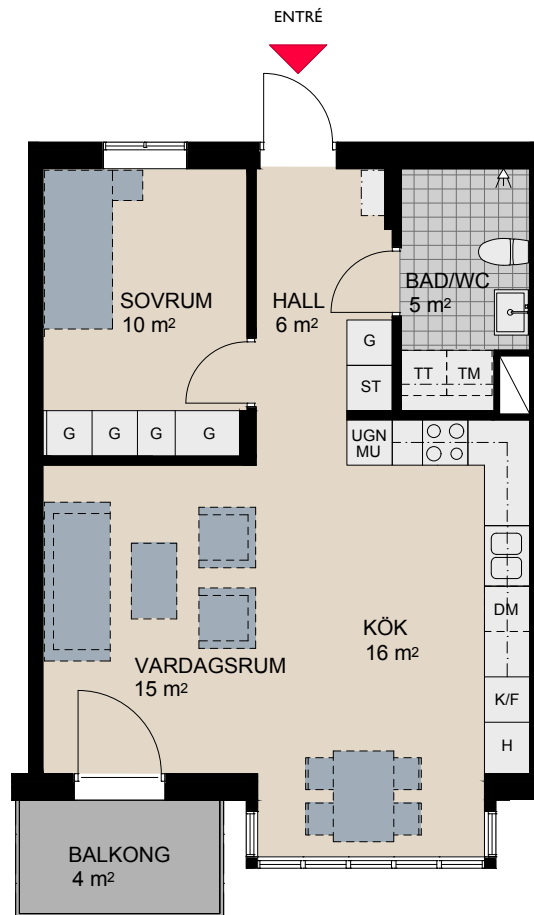 ENTRÉ
SOVRUM
10 m²
HALL
6 m²
BAD/WC
5 m²
G
ST
TT TM
G G G G
UGN
MU
DM
KÖK
16 m²
VARDAGSRUM
15 m²
K/F
H
BALKONG
4 m²